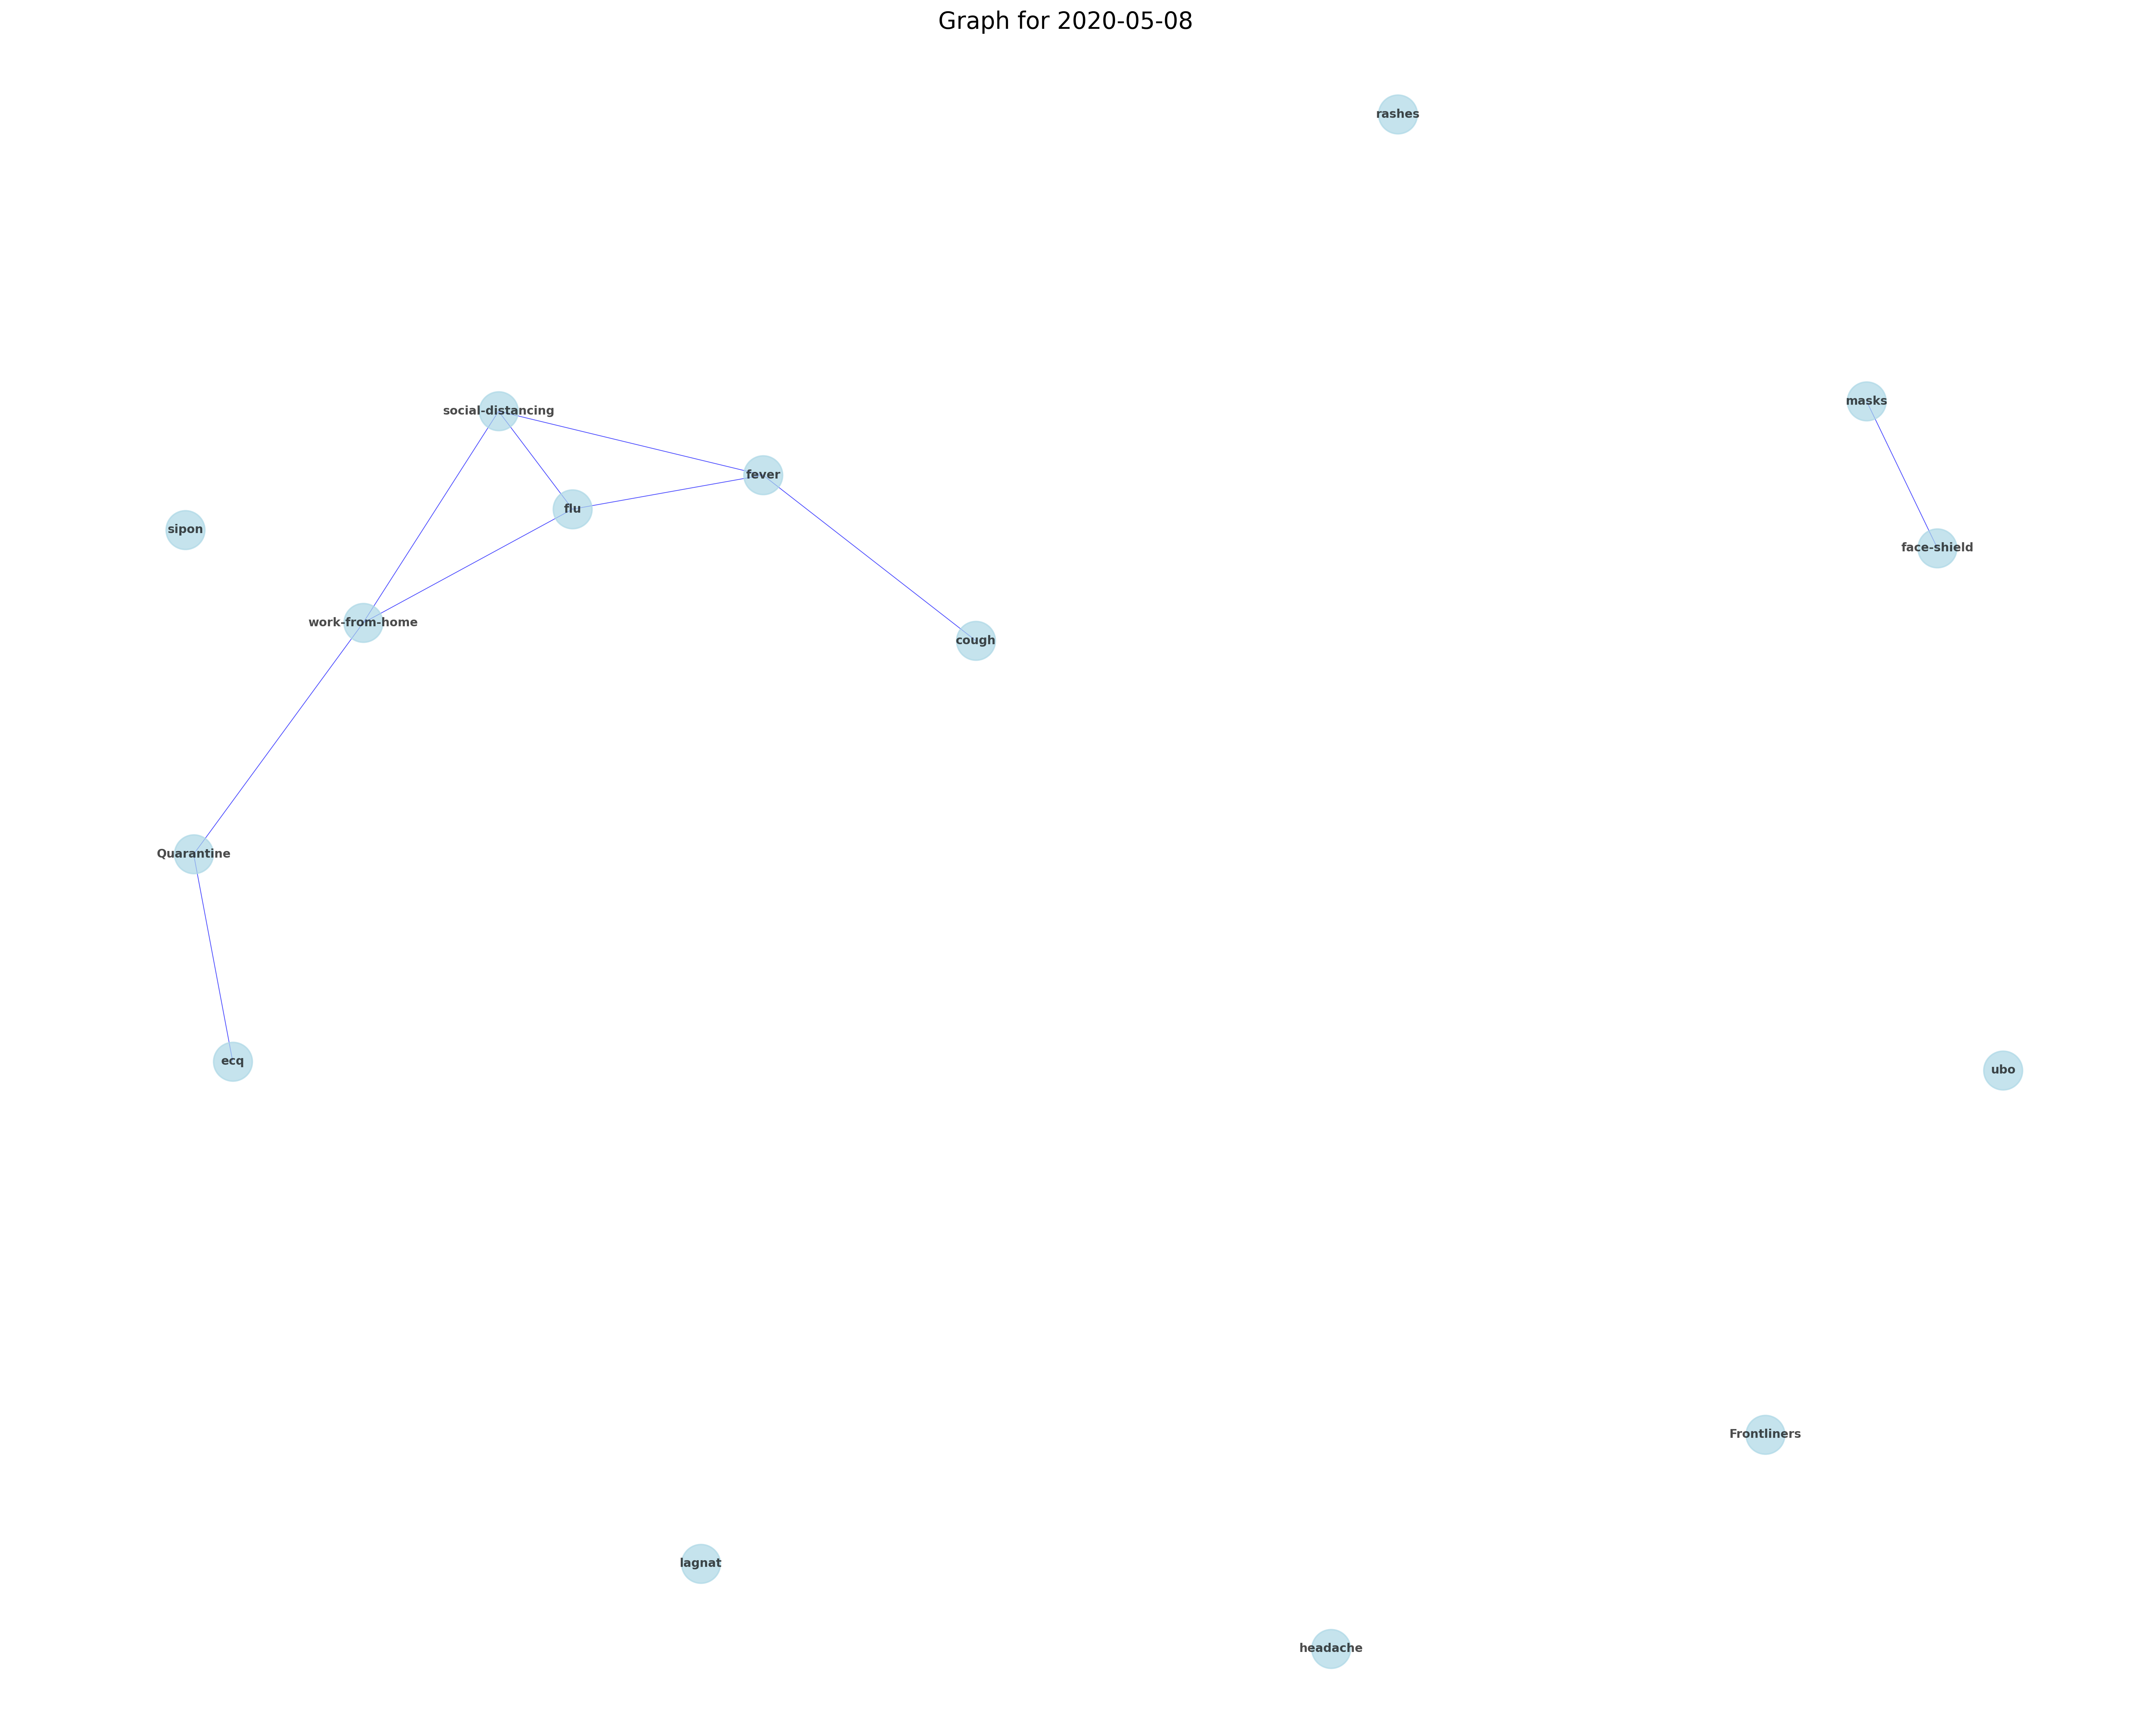 Graph for 2020-05-08
rashes
masks
social-distancing
fever
flu
sipon
face-shield
work-from-home
cough
Quarantine
ecq
ubo
Frontliners
lagnat
headache